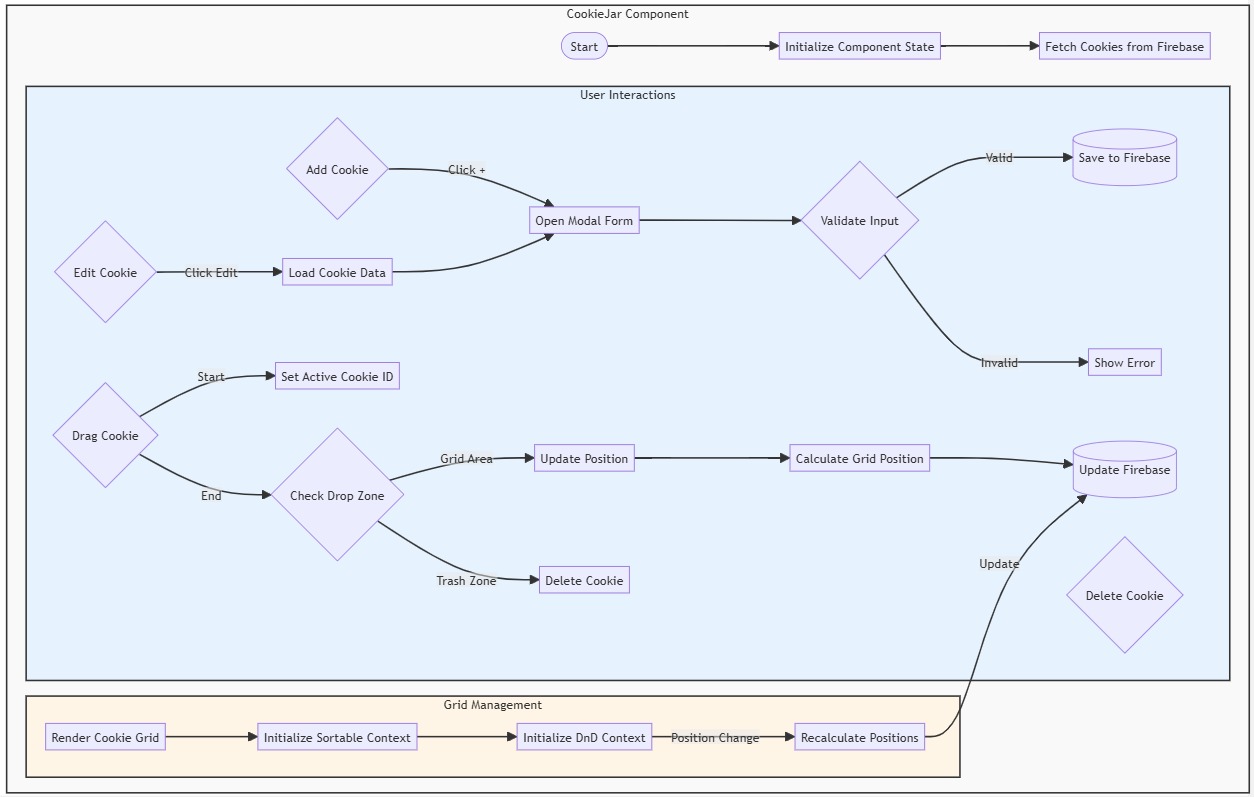 CookieJar Component
Start
Initialize Component State
Fetch Cookies from Firebase
User Interactions
Add Cookie
Click +
Open Modal Form
Validate Input
Valid
Save to Firebase
Edit Cookie
Click Edit
Load Cookie Data
Invalid
Show Error
Drag Cookie
Start
Set Active Cookie ID
End
Check Drop Zone
Grid Area
Update Position
Calculate Grid Position
Update Firebase
Trash Zone
Delete Cookie
Update
Delete Cookie
Grid Management
Render Cookie Grid
Initialize Sortable Context
Initialize DnD Context
Position Change
Recalculate Positions